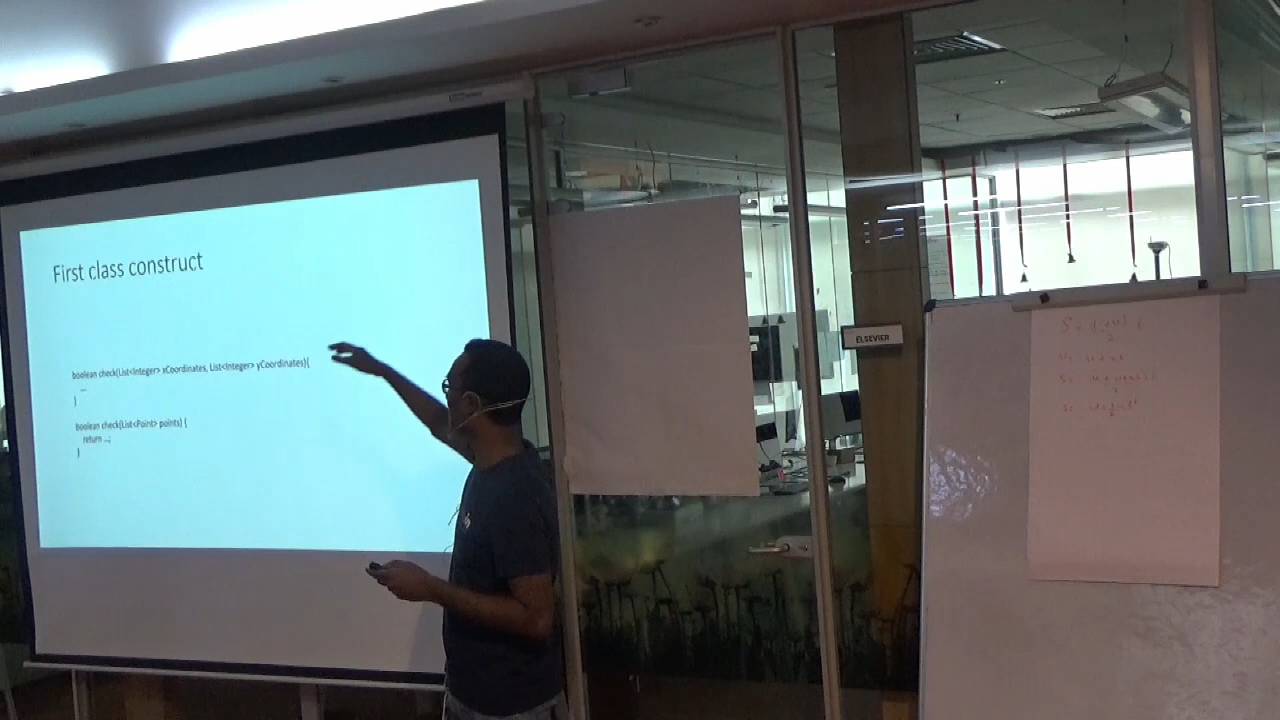 First class construct
boolean check(List<Integer> xCoordinates, List<Integer> yCoordinates){
...
}
boolean check(List<Point> points) {
return ...;
}
ELSEVIER